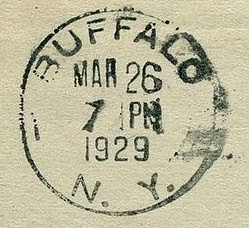 BUFFALO
MAR 26
7 PM
1929
N. Y.